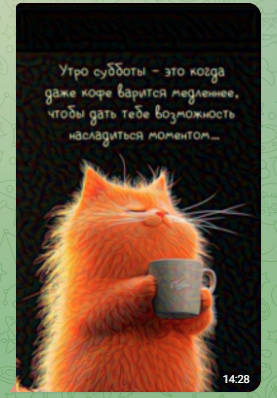 Утро субботы - это когда
даже кофе варится медленнее,
чтобы дать тебе возможность
насладиться моментом...
14:28